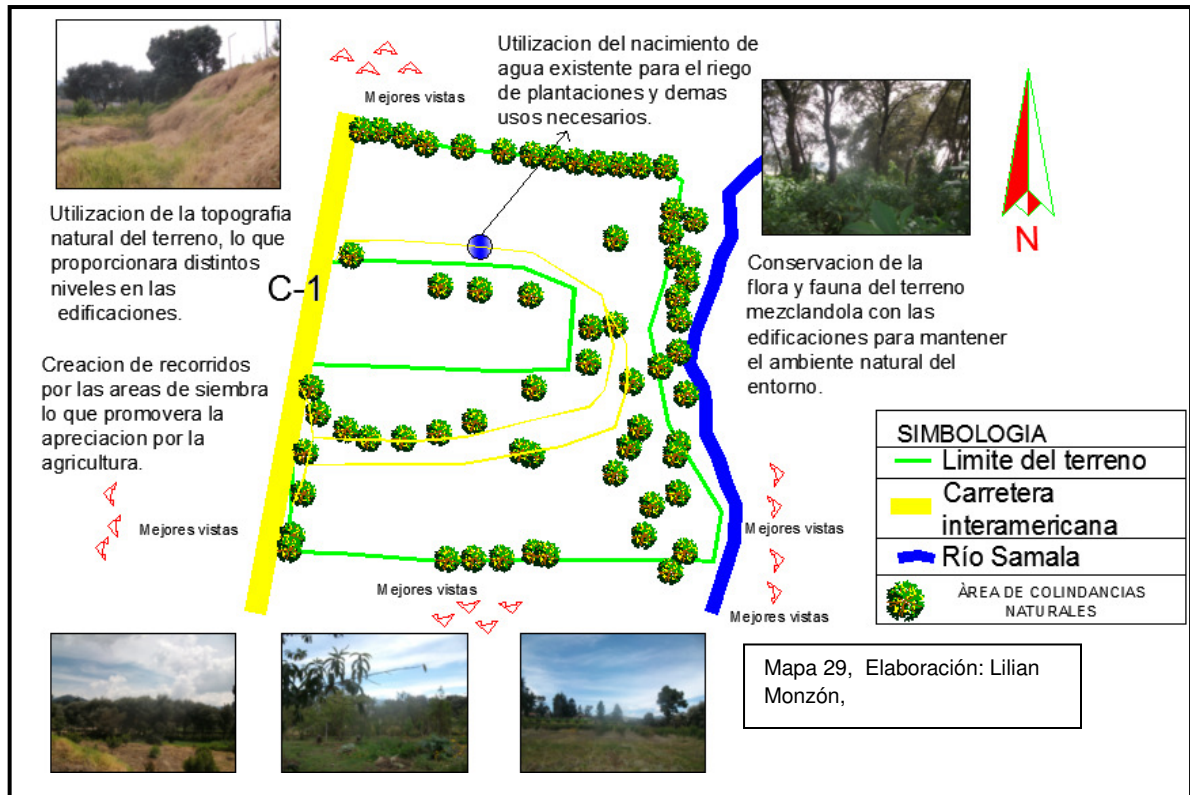 Utilizacion del nacimiento de
agua existente para el riego
de plantaciones y demas
usos necesarios.
Mejores vistas
Utilizacion de la topografia
natural del terreno, lo que
proporcionara distintos
niveles en las
edificaciones.
C-1
N
Conservacion de la
flora y fauna del terreno
mezclandola con las
edificaciones para mantener
el ambiente natural del
entorno.
Creacion de recorridos
por las areas de siembra
lo que promovera la
apreciacion por la
agricultura.
Mejores vistas
Mejores vistas
Mejores vistas
Mejores vistas
SIMBOLOGIA
Limite del terreno
Carretera
interamericana
Río Samala
ÀREA DE COLINDANCIAS
NATURALES
Mapa 29, Elaboración: Lilian
Monzón,